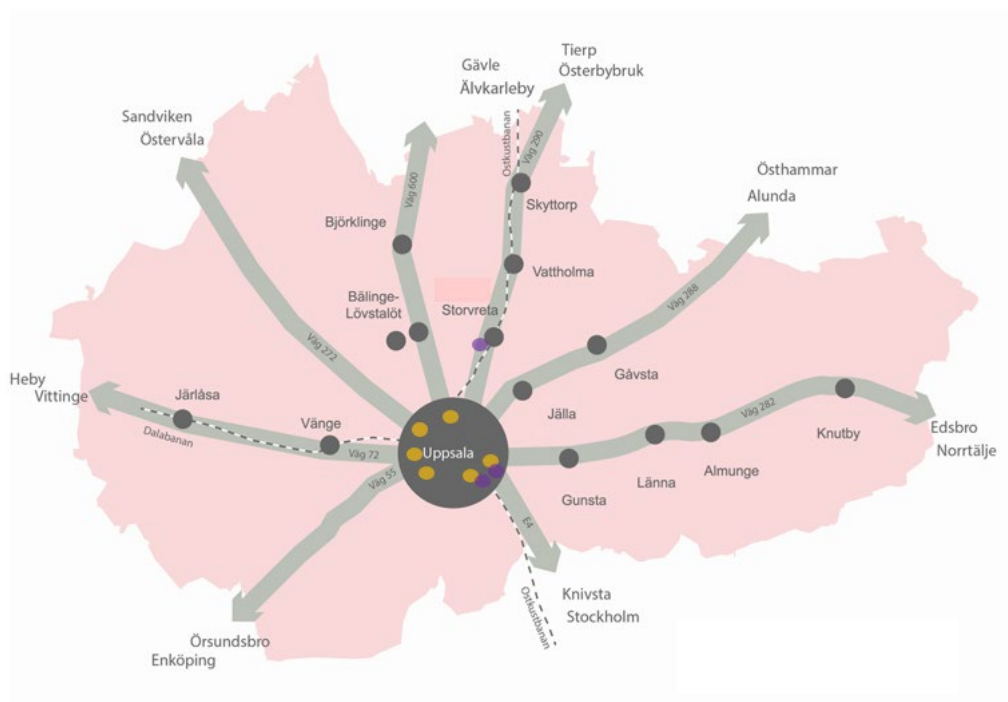 Tierp
Österbybruk
Gävle
Älvkarleby
Sandviken
Östervåla
Ostkustbanan
Väg 290
Östhammar
Alunda
Väg 600
Skyttorp
Björklinge
Vattholma
Bälinge-
Lövstalöt
Storvreta
Väg 288
Väg 272
Gåvsta
Heby
Vittinge
Järlåsa
Jälla
Väg 282
Vänge
Dalabanan
Väg 72
Uppsala
Knutby
Edsbro
Norrtälje
Almunge
Länna
Gunsta
Väg 55
E4
Ostkustbanan
Knivsta
Stockholm
Örsundsbro
Enköping